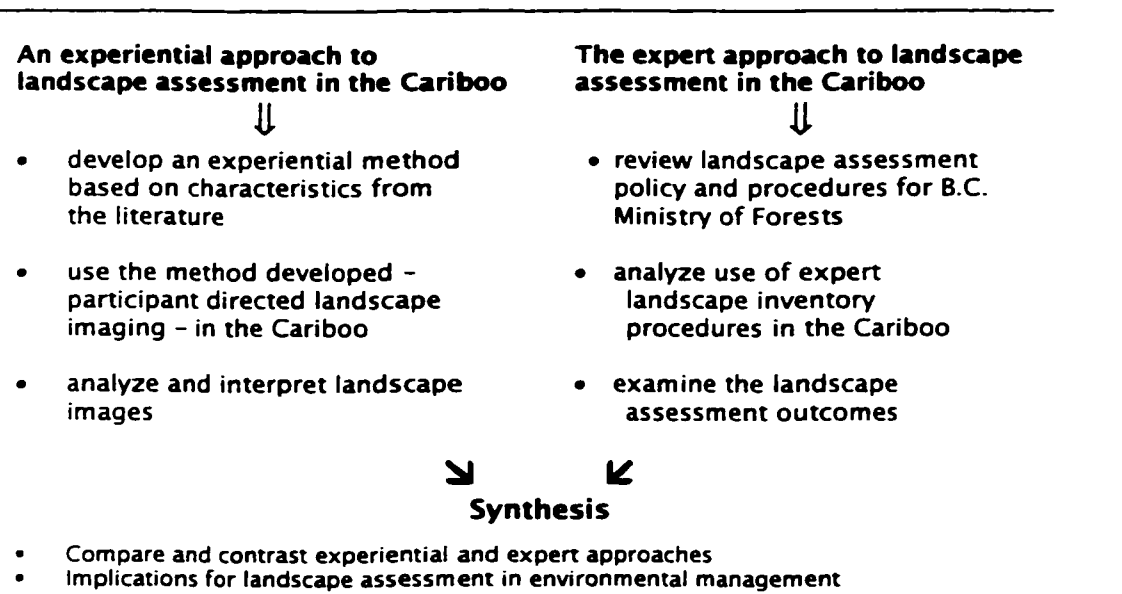 An experiential approach to
landscape assessment in the Cariboo
⇓
• develop an experiential method
based on characteristics from
the literature
• use the method developed –
participant directed landscape
imaging – in the Cariboo
• analyze and interpret landscape
images
The expert approach to landscape
assessment in the Cariboo
⇓
• review landscape assessment
policy and procedures for B.C.
Ministry of Forests
• analyze use of expert
landscape inventory
procedures in the Cariboo
• examine the landscape
assessment outcomes
Synthesis
• Compare and contrast experiential and expert approaches
• Implications for landscape assessment in environmental management